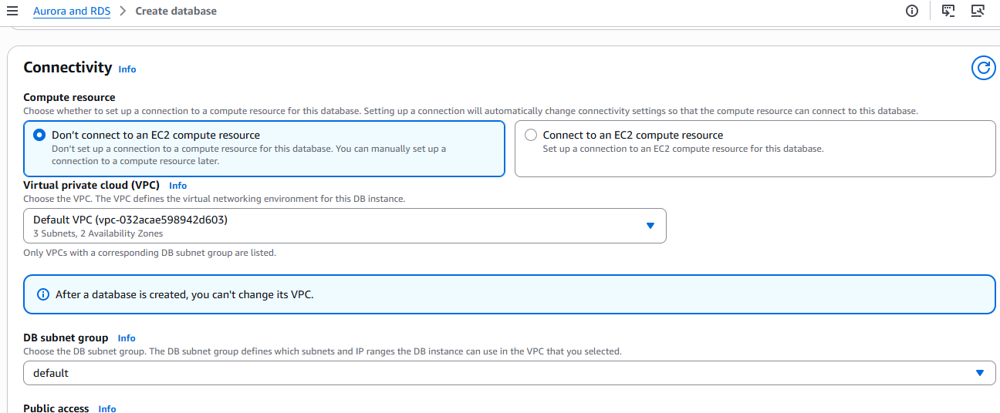 Aurora and RDS > Create database
Connectivity Info
Compute resource
Choose whether to set up a connection to a compute resource for this database. Setting up a connection will automatically change connectivity settings so that the compute resource can connect to this database.
Don’t connect to an EC2 compute resource
Don’t set up a connection to a compute resource for this database. You can manually set up a
connection to a compute resource later.
Connect to an EC2 compute resource
Set up a connection to an EC2 compute resource for this database.
Virtual private cloud (VPC) Info
Choose the VPC. The VPC defines the virtual networking environment for this DB instance.
Default VPC (vpc-032acae598942d603)
3 Subnets, 2 Availability Zones
Only VPCs with a corresponding DB subnet group are listed.
After a database is created, you can't change its VPC.
DB subnet group Info
Choose the DB subnet group. The DB subnet group defines which subnets and IP ranges the DB instance can use in the VPC that you selected.
default
Public access Info